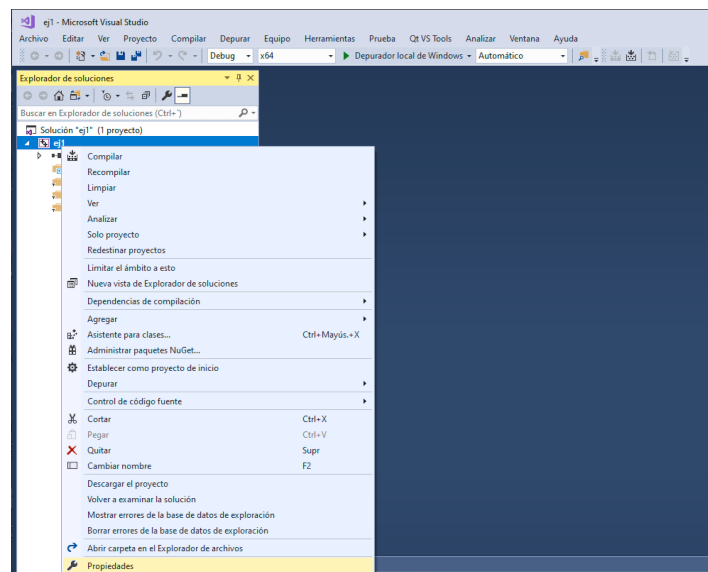 ej1 - Microsoft Visual Studio
Archivo Editar Ver Proyecto Compilar Depurar Equipo Herramientas Prueba Qt VS Tools Analizar Ventana Ayuda
Debug x64 Depurador local de Windows Automático
Explorador de soluciones
Buscar en Explorador de soluciones (Ctrl+`)
Solución "ej1" (1 proyecto)
ej1
Compilar
Recompilar
Limpiar
Ver
Analizar
Solo proyecto
Redestinar proyectos
Limitar el ámbito a esto
Nueva vista de Explorador de soluciones
Dependencias de compilación
Agregar
Asistente para clases... Ctrl+Mayús.+X
Administrar paquetes NuGet...
Establecer como proyecto de inicio
Depurar
Control de código fuente
Cortar Ctrl+X
Pegar Ctrl+V
Quitar Supr
Cambiar nombre F2
Descargar el proyecto
Volver a examinar la solución
Mostrar errores de la base de datos de exploración
Borrar errores de la base de datos de exploración
Abrir carpeta en el Explorador de archivos
Propiedades